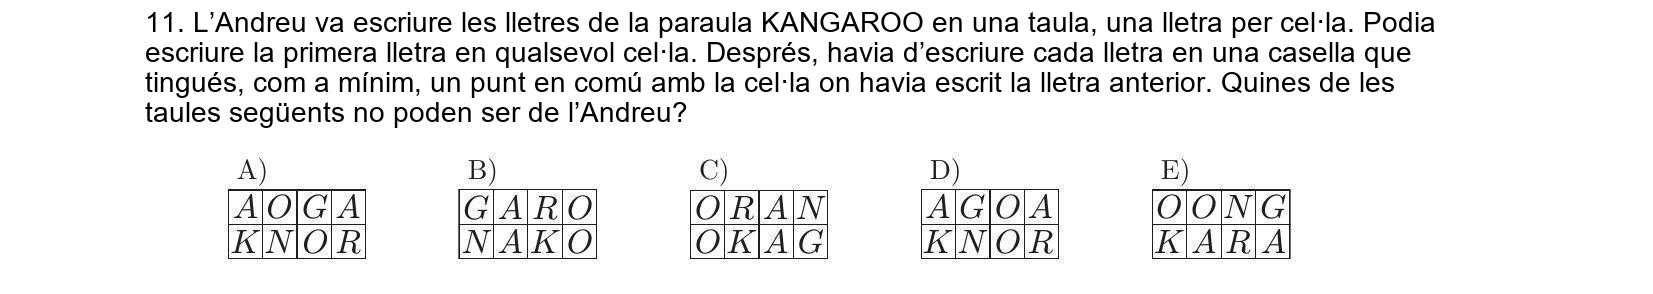 11. L’Andreu va escriure les lletres de la paraula KANGAROO en una taula, una lletra per cel·la. Podia
escriure la primera lletra en qualsevol cel·la. Després, havia d’escriure cada lletra en una casella que
tingués, com a mínim, un punt en comú amb la cel·la on havia escrit la lletra anterior. Quines de les
taules següents no poden ser de l’Andreu?
A) B) C) D) E)
A O G A G A R O O R A N A G O A O O N G
K N O R N A K O O K A G K N O R K A R A